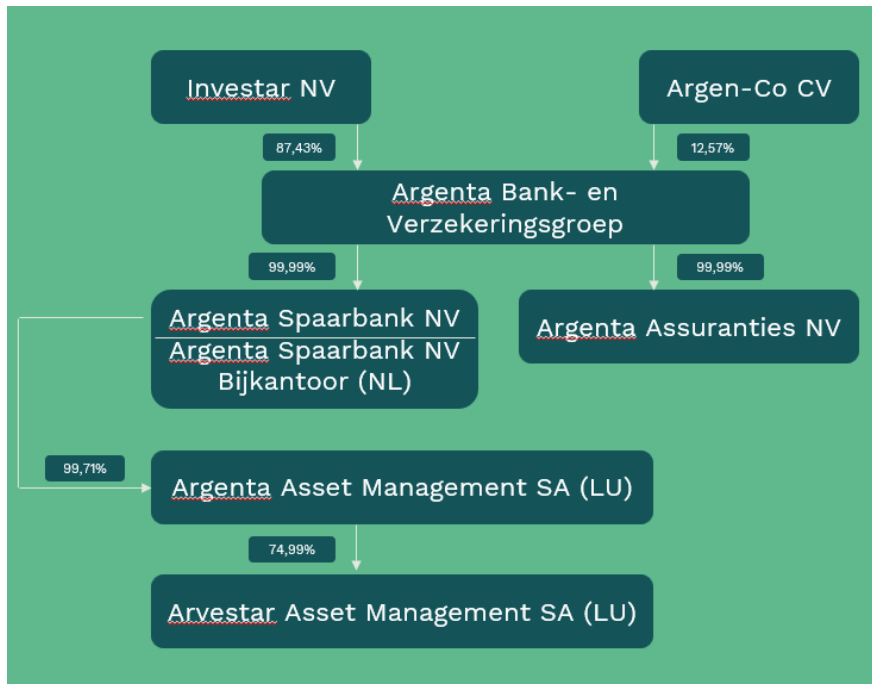 Investar NV
Argen-Co CV
87,43%
12,57%
Argenta Bank- en
Verzekeringsgroep
99,99%
99,99%
Argenta Spaarbank NV
Argenta Spaarbank NV
Bijkantoor (NL)
Argenta Assuranties NV
99,71%
Argenta Asset Management SA (LU)
74,99%
Arvestar Asset Management SA (LU)